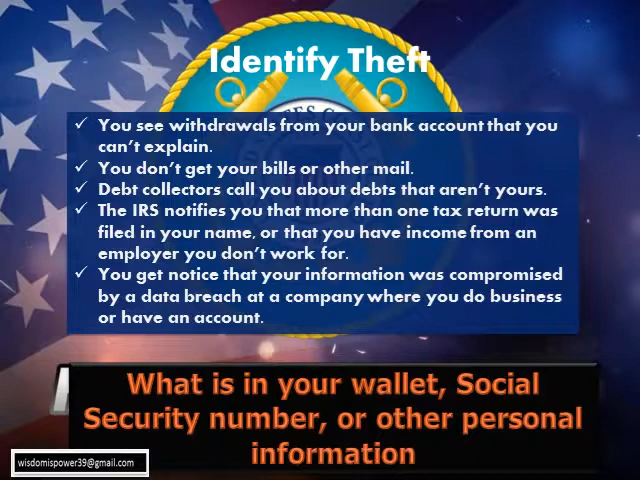 Identify Theft
✓ You see withdrawals from your bank account that you
can't explain.
✓ You don't get your bills or other mail.
✓ Debt collectors call you about debts that aren't yours.
✓ The IRS notifies you that more than one tax return was
filed in your name, or that you have income from an
employer you don't work for.
✓ You get notice that your information was compromised
by a data breach at a company where you do business
or have an account.
What is in your wallet, Social
Security number, or other personal
information
wisdomispower39@gmail.com